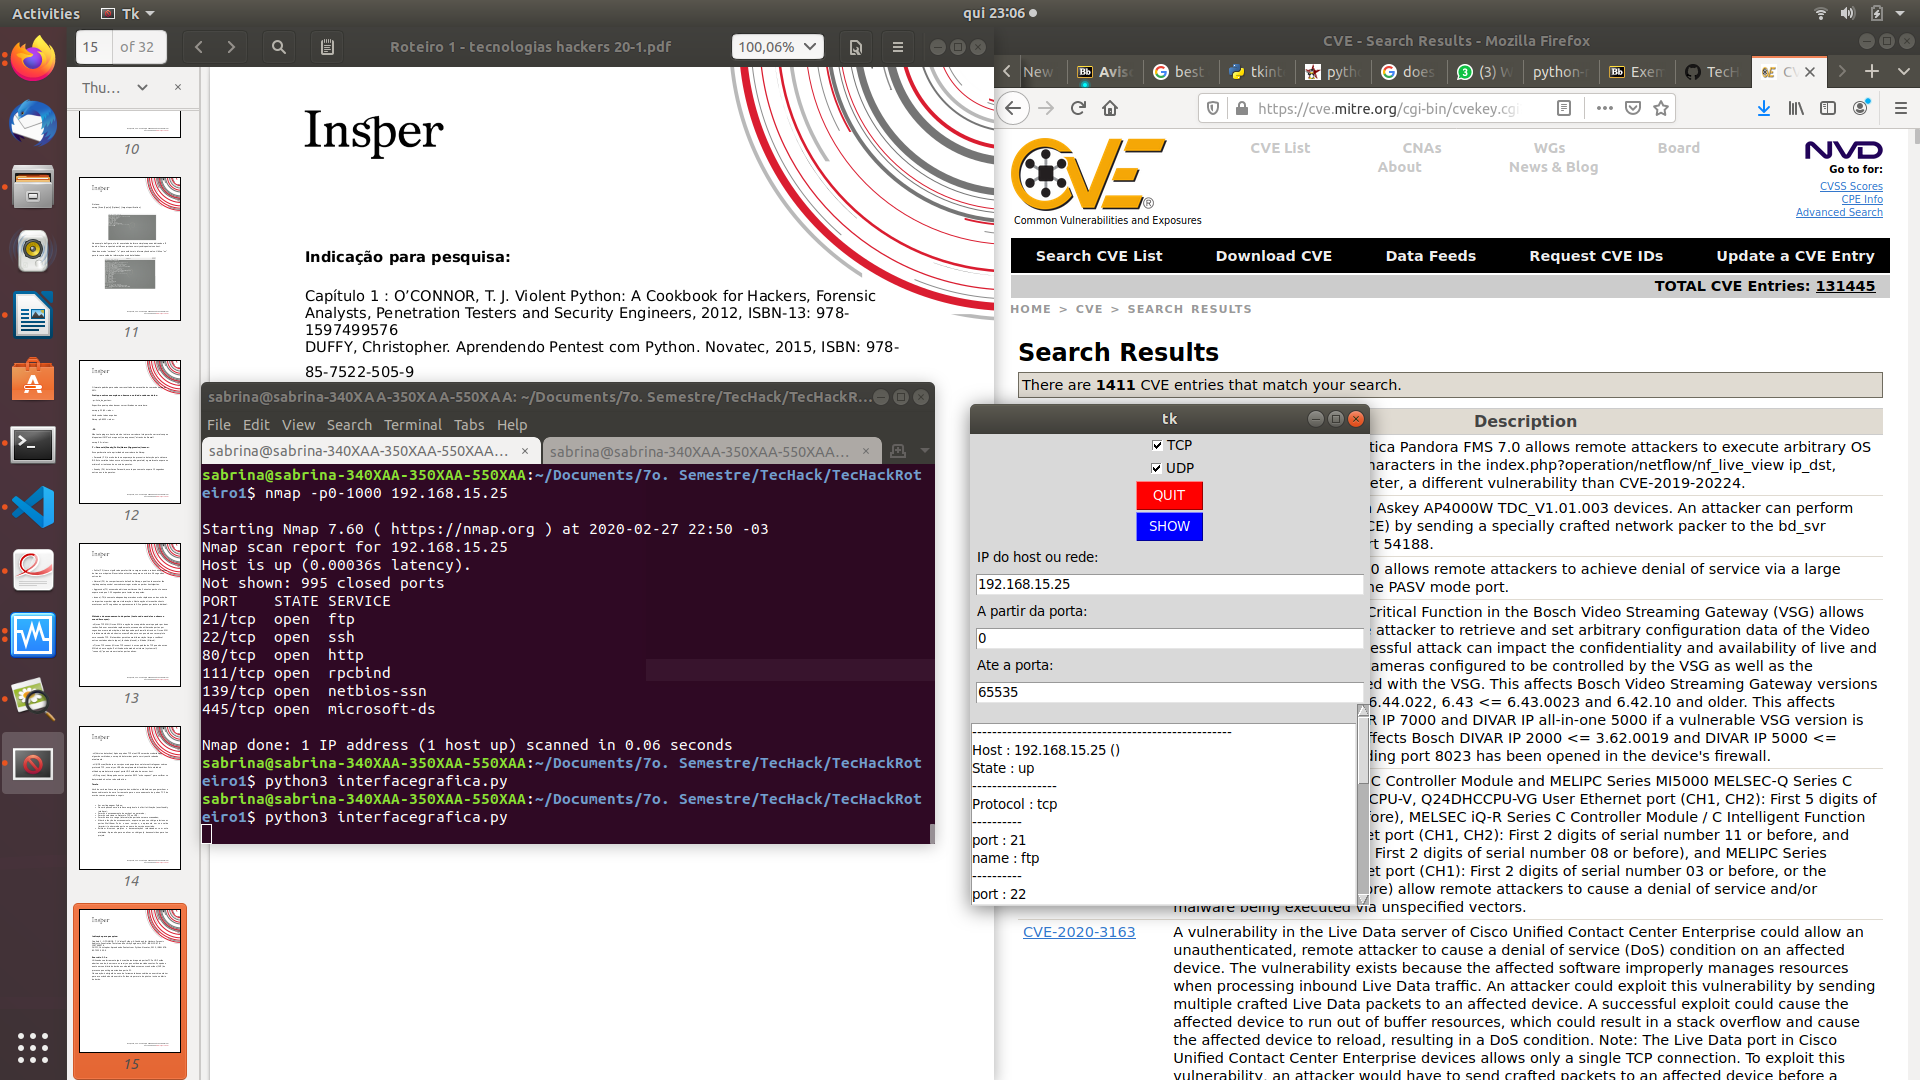 Activities
Tk
qui 23:06
15
of 32
Roteiro 1 - tecnologias hackers 20-1.pdf
100,06%
Thu...
10
11
12
13
14
15
Insper
Indicação para pesquisa:
Capítulo 1 : O’CONNOR, T. J. Violent Python: A Cookbook for Hackers, Forensic
Analysts, Penetration Testers and Security Engineers, 2012, ISBN-13: 978-
1597499576
DUFFY, Christopher. Aprendendo Pentest com Python. Novatec, 2015, ISBN: 978-
85-7522-505-9
sabrina@sabrina-340XAA-350XAA-550XAA: ~/Documents/7o. Semestre/TecHack/TecHackR...
File Edit View Search Terminal Tabs Help
sabrina@sabrina-340XAA-350XAA-550XAA...
sabrina@sabrina-340XAA-350XAA-550XAA...
sabrina@sabrina-340XAA-350XAA-550XAA:~/Documents/7o. Semestre/TecHack/TecHackRot
eiro1$ nmap -p0-1000 192.168.15.25
Starting Nmap 7.60 ( https://nmap.org ) at 2020-02-27 22:50 -03
Nmap scan report for 192.168.15.25
Host is up (0.00036s latency).
Not shown: 995 closed ports
PORT STATE SERVICE
21/tcp open ftp
22/tcp open ssh
80/tcp open http
111/tcp open rpcbind
139/tcp open netbios-ssn
445/tcp open microsoft-ds
Nmap done: 1 IP address (1 host up) scanned in 0.06 seconds
sabrina@sabrina-340XAA-350XAA-550XAA:~/Documents/7o. Semestre/TecHack/TecHackRot
eiro1$ python3 interfacegrafica.py
sabrina@sabrina-340XAA-350XAA-550XAA:~/Documents/7o. Semestre/TecHack/TecHackRot
eiro1$ python3 interfacegrafica.py
tk
TCP
UDP
QUIT
SHOW
IP do host ou rede:
192.168.15.25
A partir da porta:
0
Ate a porta:
65535
----------------------------------------------------
Host : 192.168.15.25 ()
State : up
-----------------
Protocol : tcp
----------
port : 21
name : ftp
----------
port : 22
CVE - Search Results - Mozilla Firefox
New
Bb Aviso
best
tkint
pyth
does
(3) W
python-n
Bb Exem
TecH
CV
https://cve.mitre.org/cgi-bin/cvekey.cgi
CVE®
Common Vulnerabilities and Exposures
CVE List CNAs WGs Board
About News & Blog
NVD
Go to for:
CVSS Scores
CPE Info
Advanced Search
Search CVE List Download CVE Data Feeds Request CVE IDs Update a CVE Entry
TOTAL CVE Entries: 131445
HOME > CVE > SEARCH RESULTS
Search Results
There are 1411 CVE entries that match your search.
Description
tica Pandora FMS 7.0 allows remote attackers to execute arbitrary OS
haracters in the index.php?operation/netflow/nf_live_view ip_dst,
eter, a different vulnerability than CVE-2019-20224.
Askey AP4000W TDC_V1.01.003 devices. An attacker can perform
CE) by sending a specially crafted network packer to the bd_svr
rt 54188.
0 allows remote attackers to achieve denial of service via a large
he PASV mode port.
Critical Function in the Bosch Video Streaming Gateway (VSG) allows
attacker to retrieve and set arbitrary configuration data of the Video
essful attack can impact the confidentiality and availability of live and
ameras configured to be controlled by the VSG as well as the
d with the VSG. This affects Bosch Video Streaming Gateway versions
6.44.022, 6.43 <= 6.43.0023 and 6.42.10 and older. This affects
R IP 7000 and DIVAR IP all-in-one 5000 if a vulnerable VSG version is
ffects Bosch DIVAR IP 2000 <= 3.62.0019 and DIVAR IP 5000 <=
ding port 8023 has been opened in the device's firewall.
C Controller Module and MELIPC Series MI5000 MELSEC-Q Series C
CPU-V, Q24DHCCPU-VG User Ethernet port (CH1, CH2): First 5 digits of
ore), MELSEC iQ-R Series C Controller Module / C Intelligent Function
et port (CH1, CH2): First 2 digits of serial number 11 or before, and
First 2 digits of serial number 08 or before), and MELIPC Series
et port (CH1): First 2 digits of serial number 03 or before, or the
ore) allow remote attackers to cause a denial of service and/or
malware being executed via unspecified vectors.
CVE-2020-3163
A vulnerability in the Live Data server of Cisco Unified Contact Center Enterprise could allow an
unauthenticated, remote attacker to cause a denial of service (DoS) condition on an affected
device. The vulnerability exists because the affected software improperly manages resources
when processing inbound Live Data traffic. An attacker could exploit this vulnerability by sending
multiple crafted Live Data packets to an affected device. A successful exploit could cause the
affected device to run out of buffer resources, which could result in a stack overflow and cause
the affected device to reload, resulting in a DoS condition. Note: The Live Data port in Cisco
Unified Contact Center Enterprise devices allows only a single TCP connection. To exploit this
vulnerability, an attacker would have to send crafted packets to an affected device before a